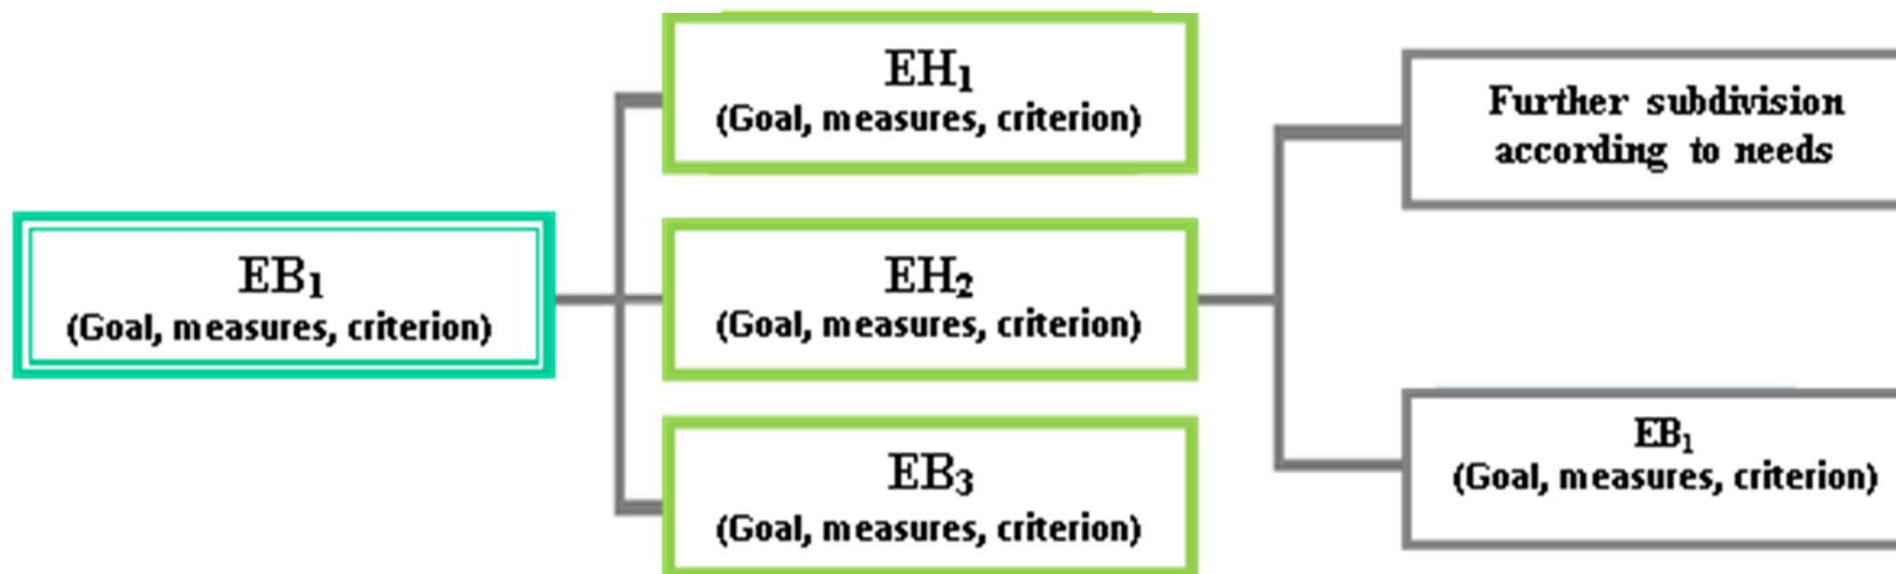 EH₁
(Goal, measures, criterion)
Further subdivision
according to needs
EB₁
(Goal, measures, criterion)
EH₂
(Goal, measures, criterion)
EB₃
(Goal, measures, criterion)
EB₁
(Goal, measures, criterion)